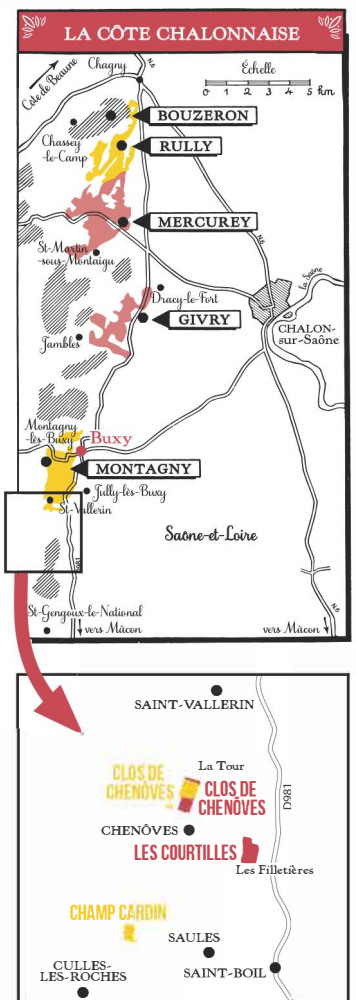 LA CÔTE CHALONNAISE
Chagny
N6
Échelle
0 1 2 3 4 5 km
Côte de Beaune
BOUZERON
Chassey
-le-Camp
RULLY
MERCUREY
N6
St-Martin
-sous-Montaigu
la Saône
Dracy-le-Fort
GIVRY
CHALON-
sur-Saône
Jambles
Montagny
-lès-Buxy
Buxy
MONTAGNY
Jully-lès-Buxy
St-Vallerin
Saône-et-Loire
D981
St-Gengoux-le-National
N6
vers Mâcon
vers Mâcon
SAINT-VALLERIN
La Tour
CLOS DE
CHENÔVES
CLOS DE
CHENÔVES
D981
CHENÔVES
LES COURTILLES
Les Filletières
CHAMP CARDIN
SAULES
CULLES-
LES-ROCHES
SAINT-BOIL